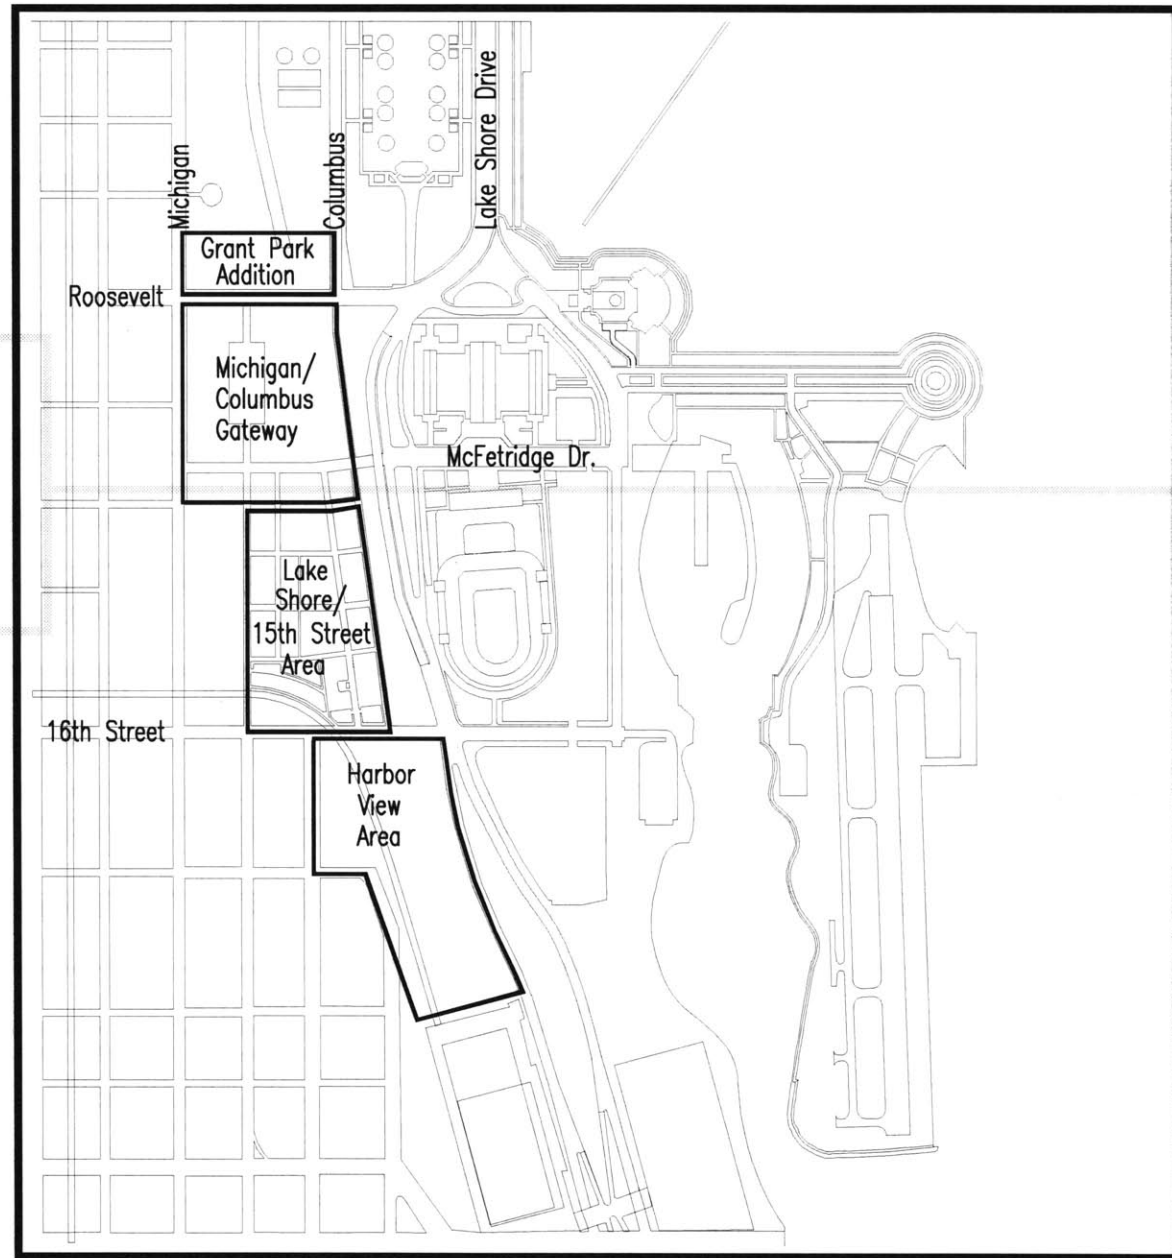 Michigan
Columbus
Lake Shore Drive
Grant Park
Addition
Roosevelt
Michigan/
Columbus
Gateway
McFetridge Dr.
Lake
Shore/
15th Street
Area
16th Street
Harbor
View
Area